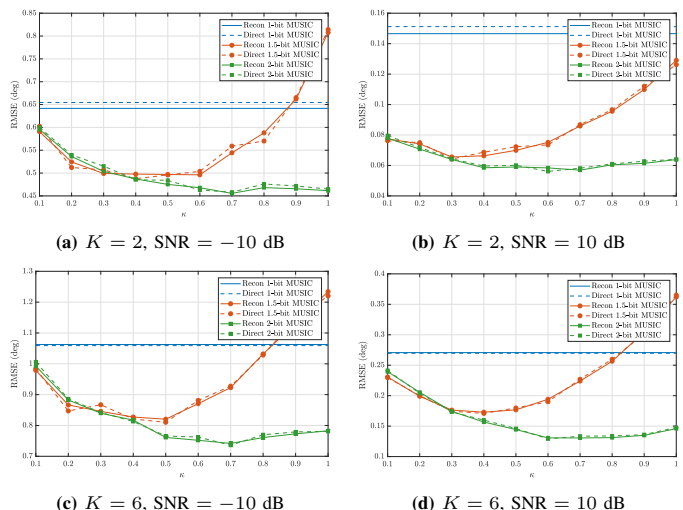 0.85
0.8
0.75
0.7
0.65
0.6
0.55
0.5
0.45
RMSE (deg)
Recon 1-bit MUSIC
Direct 1-bit MUSIC
Recon 1.5-bit MUSIC
Direct 1.5-bit MUSIC
Recon 2-bit MUSIC
Direct 2-bit MUSIC
0.1 0.2 0.3 0.4 0.5 0.6 0.7 0.8 0.9 1
κ
(a) K = 2, SNR = −10 dB
0.16
0.14
0.12
0.1
0.08
0.06
0.04
RMSE (deg)
Recon 1-bit MUSIC
Direct 1-bit MUSIC
Recon 1.5-bit MUSIC
Direct 1.5-bit MUSIC
Recon 2-bit MUSIC
Direct 2-bit MUSIC
0.1 0.2 0.3 0.4 0.5 0.6 0.7 0.8 0.9 1
κ
(b) K = 2, SNR = 10 dB
1.3
1.2
1.1
1
0.9
0.8
0.7
RMSE (deg)
Recon 1-bit MUSIC
Direct 1-bit MUSIC
Recon 1.5-bit MUSIC
Direct 1.5-bit MUSIC
Recon 2-bit MUSIC
Direct 2-bit MUSIC
0.1 0.2 0.3 0.4 0.5 0.6 0.7 0.8 0.9 1
κ
(c) K = 6, SNR = −10 dB
0.4
0.35
0.3
0.25
0.2
0.15
0.1
RMSE (deg)
Recon 1-bit MUSIC
Direct 1-bit MUSIC
Recon 1.5-bit MUSIC
Direct 1.5-bit MUSIC
Recon 2-bit MUSIC
Direct 2-bit MUSIC
0.1 0.2 0.3 0.4 0.5 0.6 0.7 0.8 0.9 1
κ
(d) K = 6, SNR = 10 dB